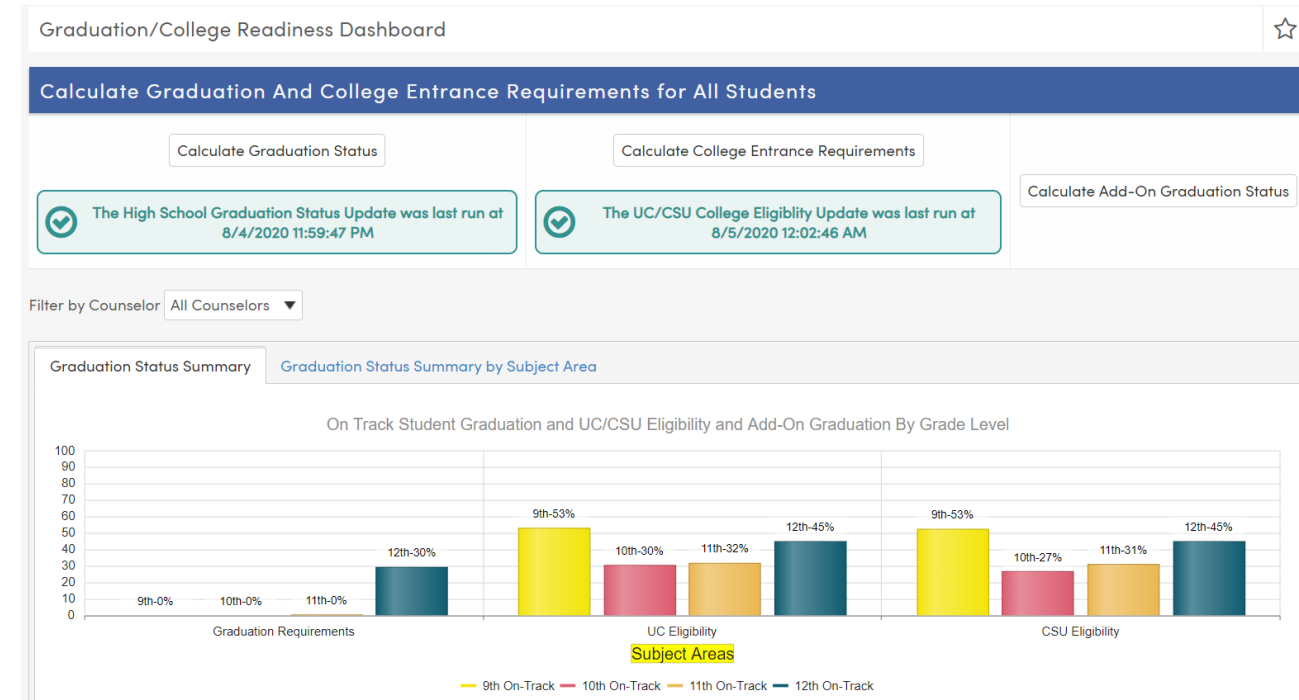 Graduation/College Readiness Dashboard
Calculate Graduation And College Entrance Requirements for All Students
Calculate Graduation Status
Calculate College Entrance Requirements
Calculate Add-On Graduation Status
The High School Graduation Status Update was last run at
8/4/2020 11:59:47 PM
The UC/CSU College Eligiblity Update was last run at
8/5/2020 12:02:46 AM
Filter by Counselor All Counselors
Graduation Status Summary
Graduation Status Summary by Subject Area
On Track Student Graduation and UC/CSU Eligibility and Add-On Graduation By Grade Level
100
90
80
70
60
50
40
30
20
10
0
9th-0%
10th-0%
11th-0%
12th-30%
9th-53%
10th-30%
11th-32%
12th-45%
9th-53%
10th-27%
11th-31%
12th-45%
Graduation Requirements
UC Eligibility
CSU Eligibility
Subject Areas
9th On-Track
10th On-Track
11th On-Track
12th On-Track